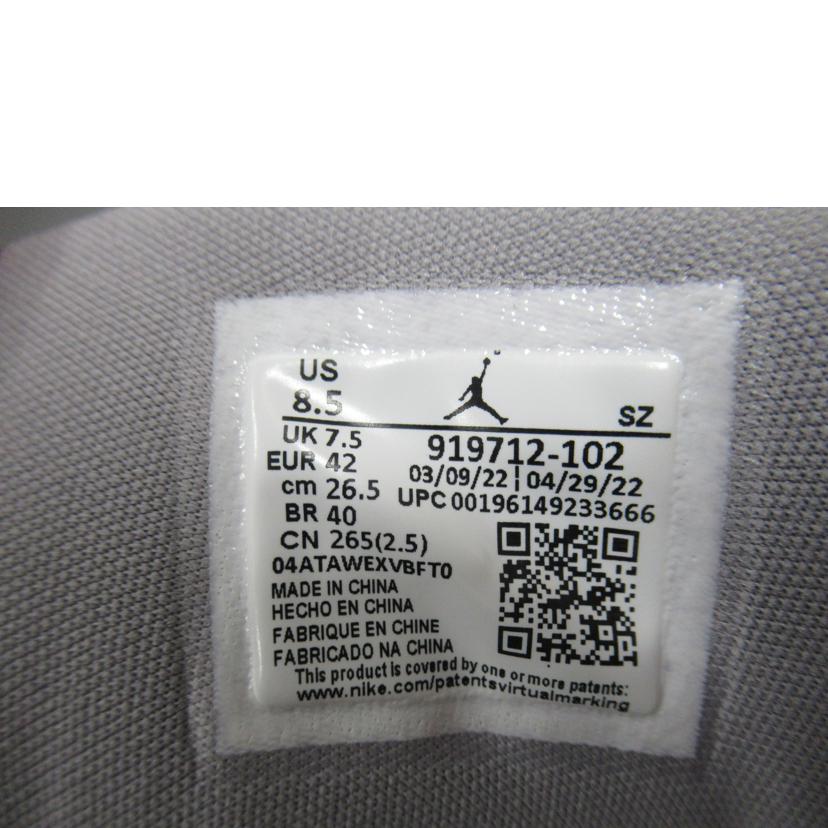 US
8.5
SZ
UK 7.5
EUR 42
cm 26.5
BR 40
CN 265(2.5)
919712-102
03/09/22 | 04/29/22
UPC 00196149233666
04ATAWEXVBFT0
MADE IN CHINA
HECHO EN CHINA
FABRIQUE EN CHINE
FABRICADO NA CHINA
This product is covered by one or more patents:
www.nike.com/patentsvirtualmarking